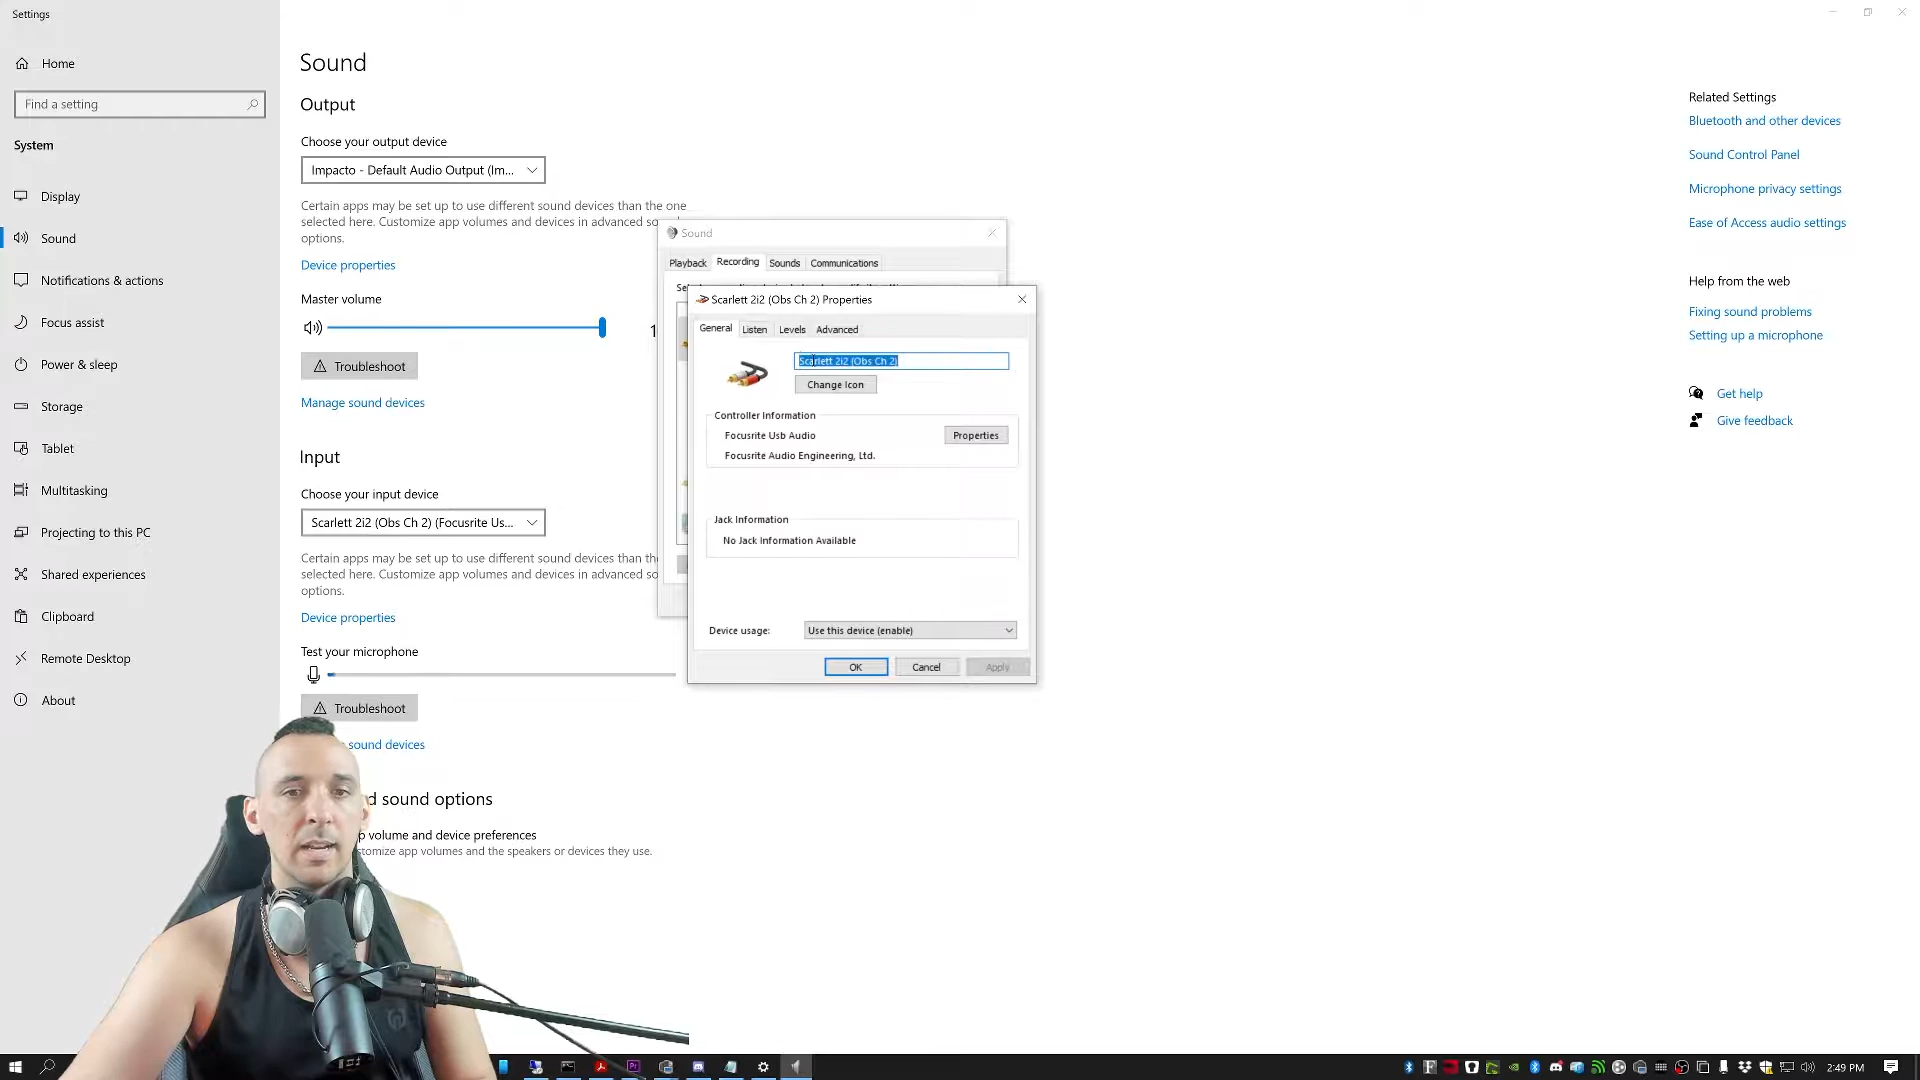 Settings
Home
Find a setting
System
Display
Sound
Notifications & actions
Focus assist
Power & sleep
Storage
Tablet
Multitasking
Projecting to this PC
Shared experiences
Clipboard
Remote Desktop
About
Sound
Output
Choose your output device
Impacto - Default Audio Output (Im...
Certain apps may be set up to use different sound devices than the one
selected here. Customize app volumes and devices in advanced so
options.
Device properties
Master volume
1
Troubleshoot
Manage sound devices
Input
Choose your input device
Scarlett 2i2 (Obs Ch 2) (Focusrite Us...
Certain apps may be set up to use different sound devices than the
selected here. Customize app volumes and devices in advanced so
options.
Device properties
Test your microphone
Troubleshoot
sound devices
d sound options
p volume and device preferences
stomize app volumes and the speakers or devices they use.
Sound
Playback
Recording
Sounds
Communications
Scarlett 2i2 (Obs Ch 2) Properties
General
Listen
Levels
Advanced
Scarlett 2i2 (Obs Ch 2)
Change Icon
Controller Information
Focusrite Usb Audio
Properties
Focusrite Audio Engineering, Ltd.
Jack Information
No Jack Information Available
Device usage:
Use this device (enable)
OK
Cancel
Apply
Related Settings
Bluetooth and other devices
Sound Control Panel
Microphone privacy settings
Ease of Access audio settings
Help from the web
Fixing sound problems
Setting up a microphone
Get help
Give feedback
2:49 PM